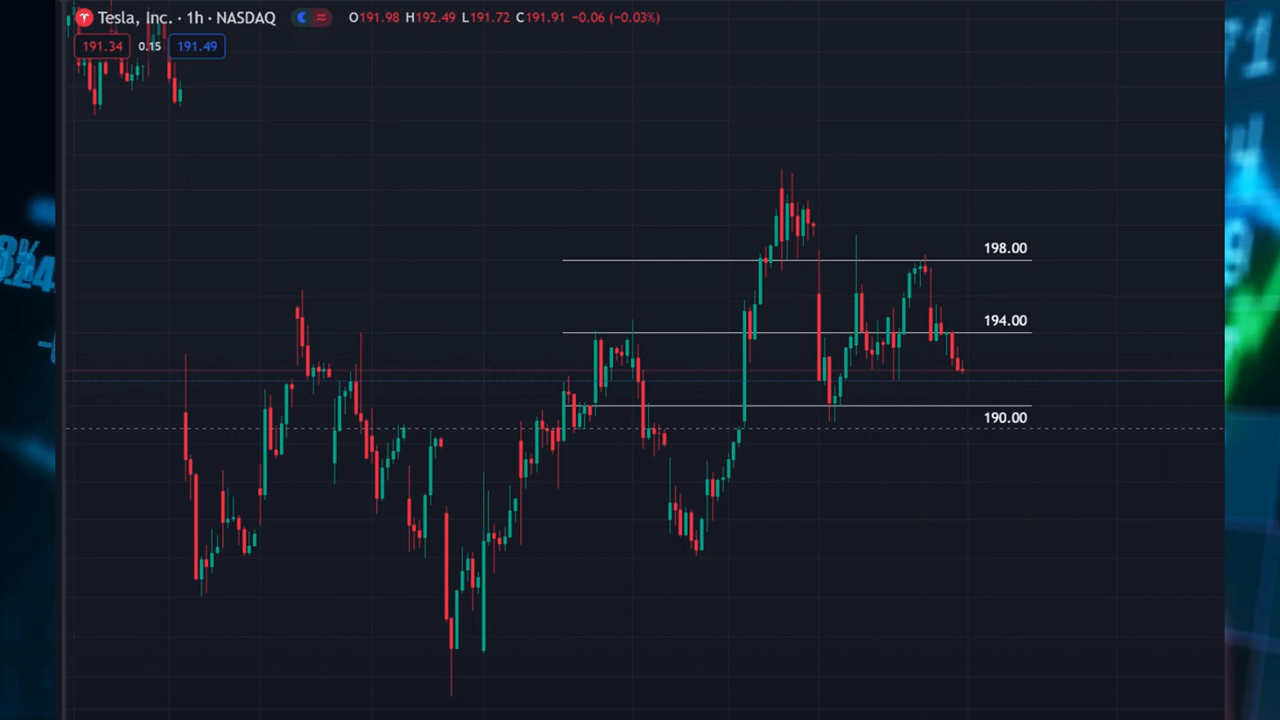 Tesla, Inc. · 1h · NASDAQ O191.98 H192.49 L191.72 C191.91 −0.06 (−0.03%)
191.34 0.15 191.49
198.00
194.00
190.00